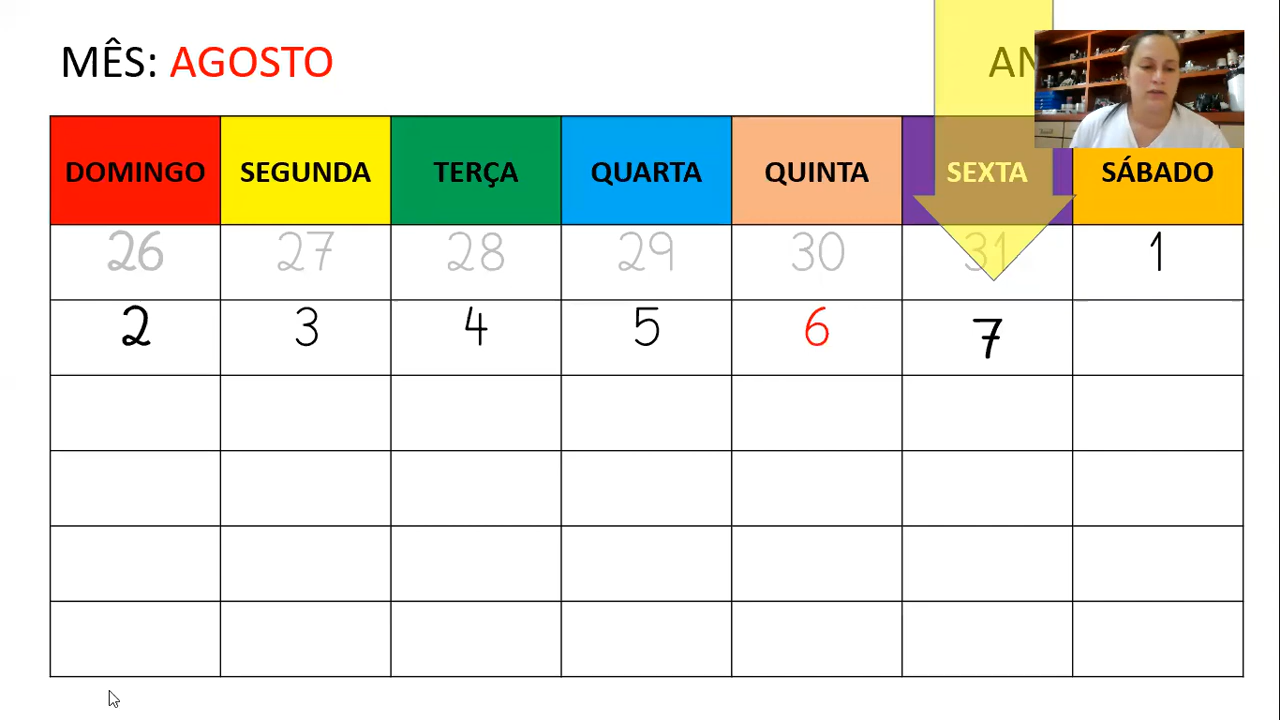 MÊS: AGOSTO AN
DOMINGO SEGUNDA TERÇA QUARTA QUINTA SEXTA SÁBADO
26 27 28 29 30 31 1
2 3 4 5 6 7